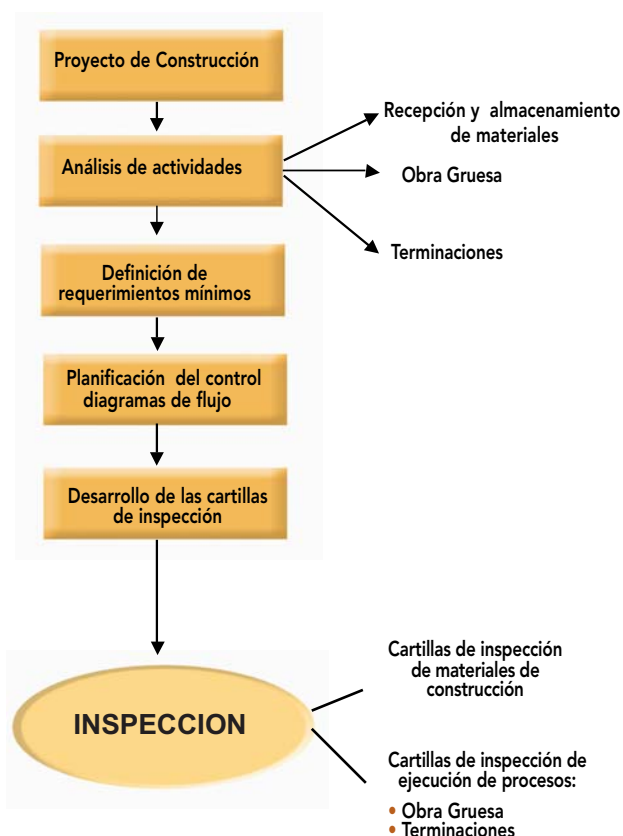 Proyecto de Construcción
Análisis de actividades
Recepción y almacenamiento
de materiales
Obra Gruesa
Terminaciones
Definición de
requerimientos mínimos
Planificación del control
diagramas de flujo
Desarrollo de las cartillas
de inspección
INSPECCION
Cartillas de inspección
de materiales de
construcción
Cartillas de inspección de
ejecución de procesos:
• Obra Gruesa
• Terminaciones